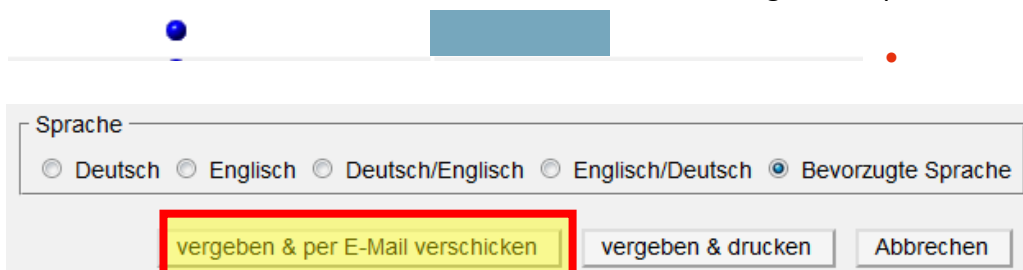 Sprache
Deutsch Englisch Deutsch/Englisch Englisch/Deutsch Bevorzugte Sprache
vergeben & per E-Mail verschicken vergeben & drucken Abbrechen